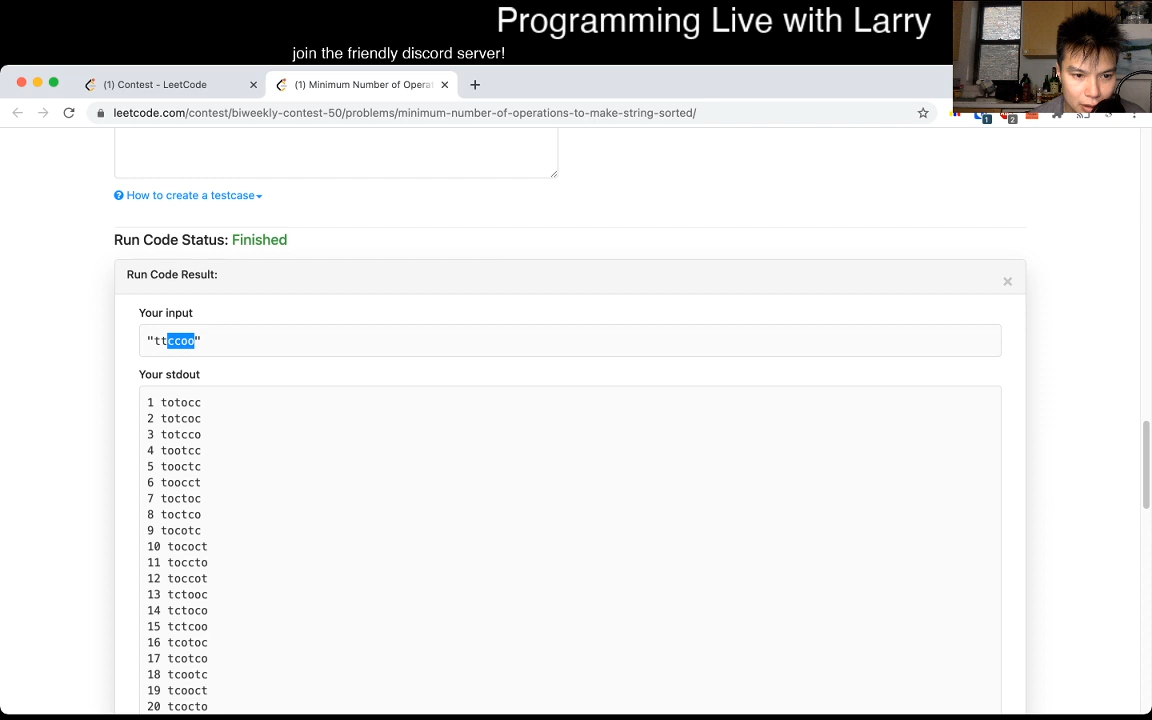 Programming Live with Larry
join the friendly discord server!
(1) Contest - LeetCode
(1) Minimum Number of Opera
leetcode.com/contest/biweekly-contest-50/problems/minimum-number-of-operations-to-make-string-sorted/
1
2
How to create a testcase
Run Code Status: Finished
Run Code Result:
Your input
"ttccoo"
Your stdout
1 totocc
2 totcoc
3 totcco
4 tootcc
5 tooctc
6 toocct
7 toctoc
8 toctco
9 tocotc
10 tococt
11 toccto
12 toccot
13 tctooc
14 tctoco
15 tctcoo
16 tcotoc
17 tcotco
18 tcootc
19 tcooct
20 tcocto